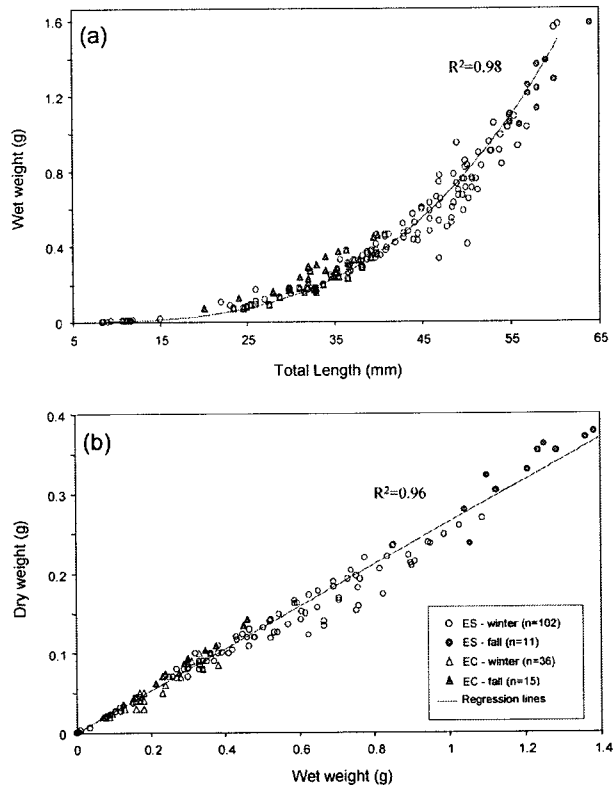 (a)
R²=0.98
Wet weight (g)
1.6
1.2
0.8
0.4
0
5 15 25 35 45 55 65
Total Length (mm)
(b)
R²=0.96
Dry weight (g)
0.4
0.3
0.2
0.1
0
ES - winter (n=102)
ES - fall (n=11)
EC - winter (n=36)
EC - fall (n=15)
Regression lines
0 0.2 0.4 0.6 0.8 1 1.2 1.4
Wet weight (g)